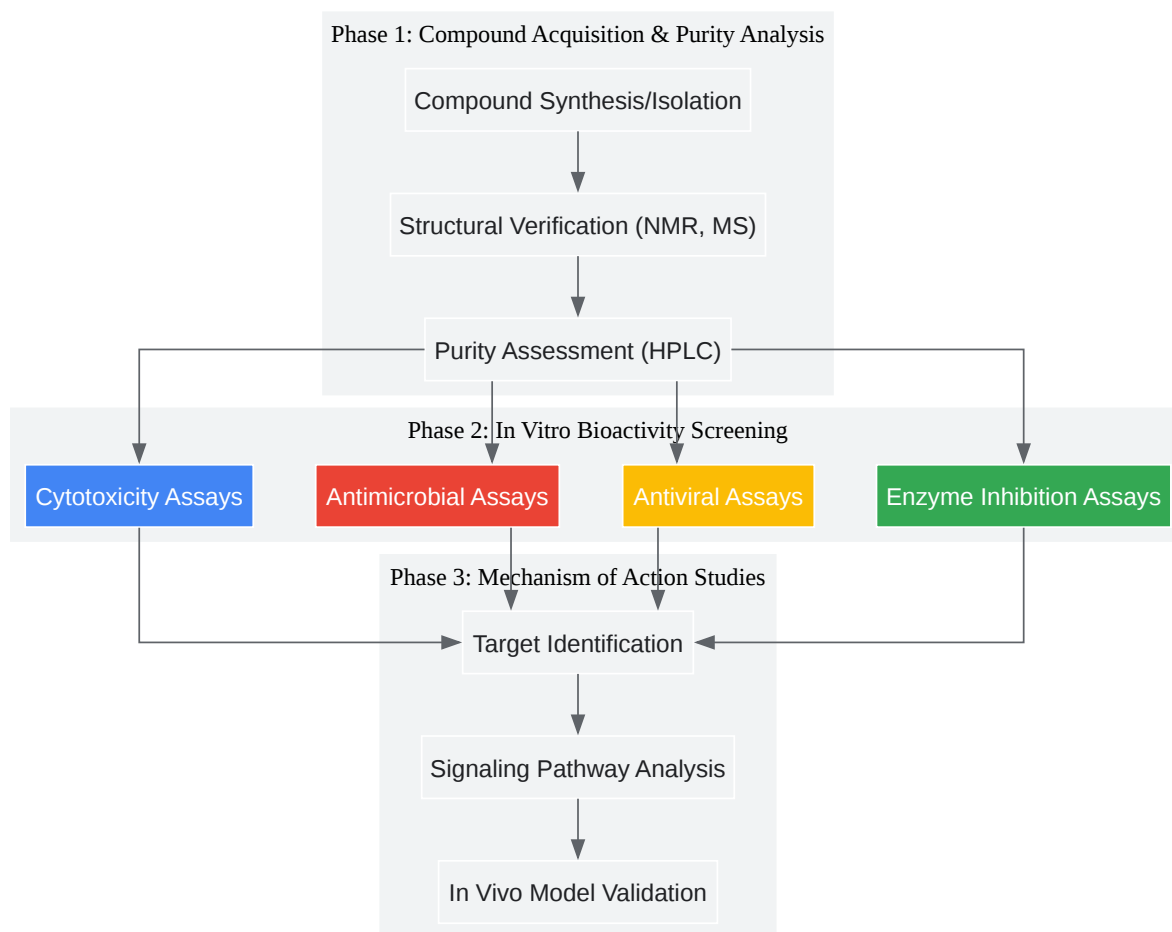 Phase 1: Compound Acquisition & Purity Analysis
Compound Synthesis/Isolation
Structural Verification (NMR, MS)
Purity Assessment (HPLC)
Phase 2: In Vitro Bioactivity Screening
Cytotoxicity Assays
Antimicrobial Assays
Antiviral Assays
Enzyme Inhibition Assays
Phase 3: Mechanism of Action Studies
Target Identification
Signaling Pathway Analysis
In Vivo Model Validation